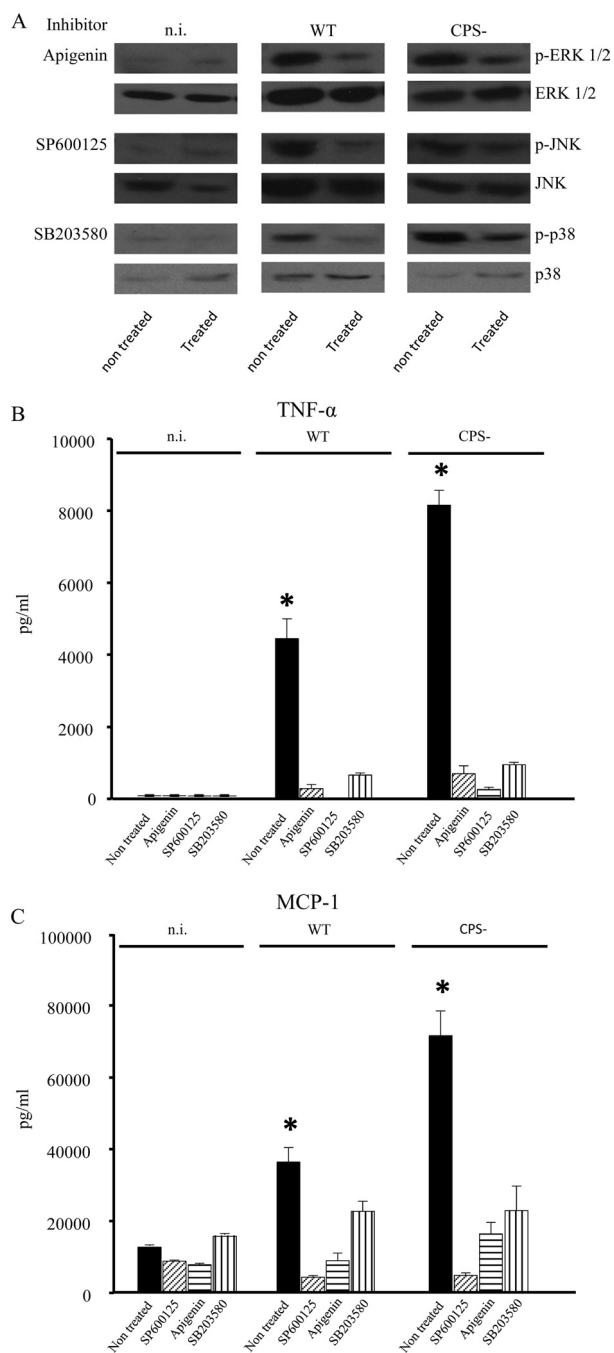 A
Inhibitor n.i. WT CPS-
Apigenin p-ERK 1/2
ERK 1/2
SP600125 p-JNK
JNK
SB203580 p-p38
p38
non treated Treated non treated Treated non treated Treated
B
TNF-α
n.i. WT CPS-
10000
8000
6000
4000
2000
0
pg/ml
*
*
Non treated Apigenin SP600125 SB203580 Non treated Apigenin SP600125 SB203580 Non treated Apigenin SP600125 SB203580
C
MCP-1
n.i. WT CPS-
100000
80000
60000
40000
20000
0
pg/ml
*
*
Non treated SP600125 Apigenin SB203580 Non treated SP600125 Apigenin SB203580 Non treated SP600125 Apigenin SB203580